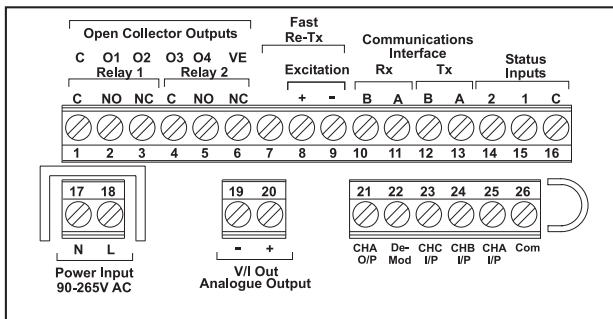 Open Collector Outputs
Fast
Re-Tx
C O1 O2 O3 O4 VE
Relay 1 Relay 2
Communications
Interface
Excitation
Rx Tx
Status
Inputs
C NO NC C NO NC + - B A B A 2 1 C
1 2 3 4 5 6 7 8 9 10 11 12 13 14 15 16
17 18 19 20 21 22 23 24 25 26
N L
Power Input
90-265V AC
- +
V/I Out
Analogue Output
CHA De- CHC CHB CHA Com
O/P Mod I/P I/P I/P